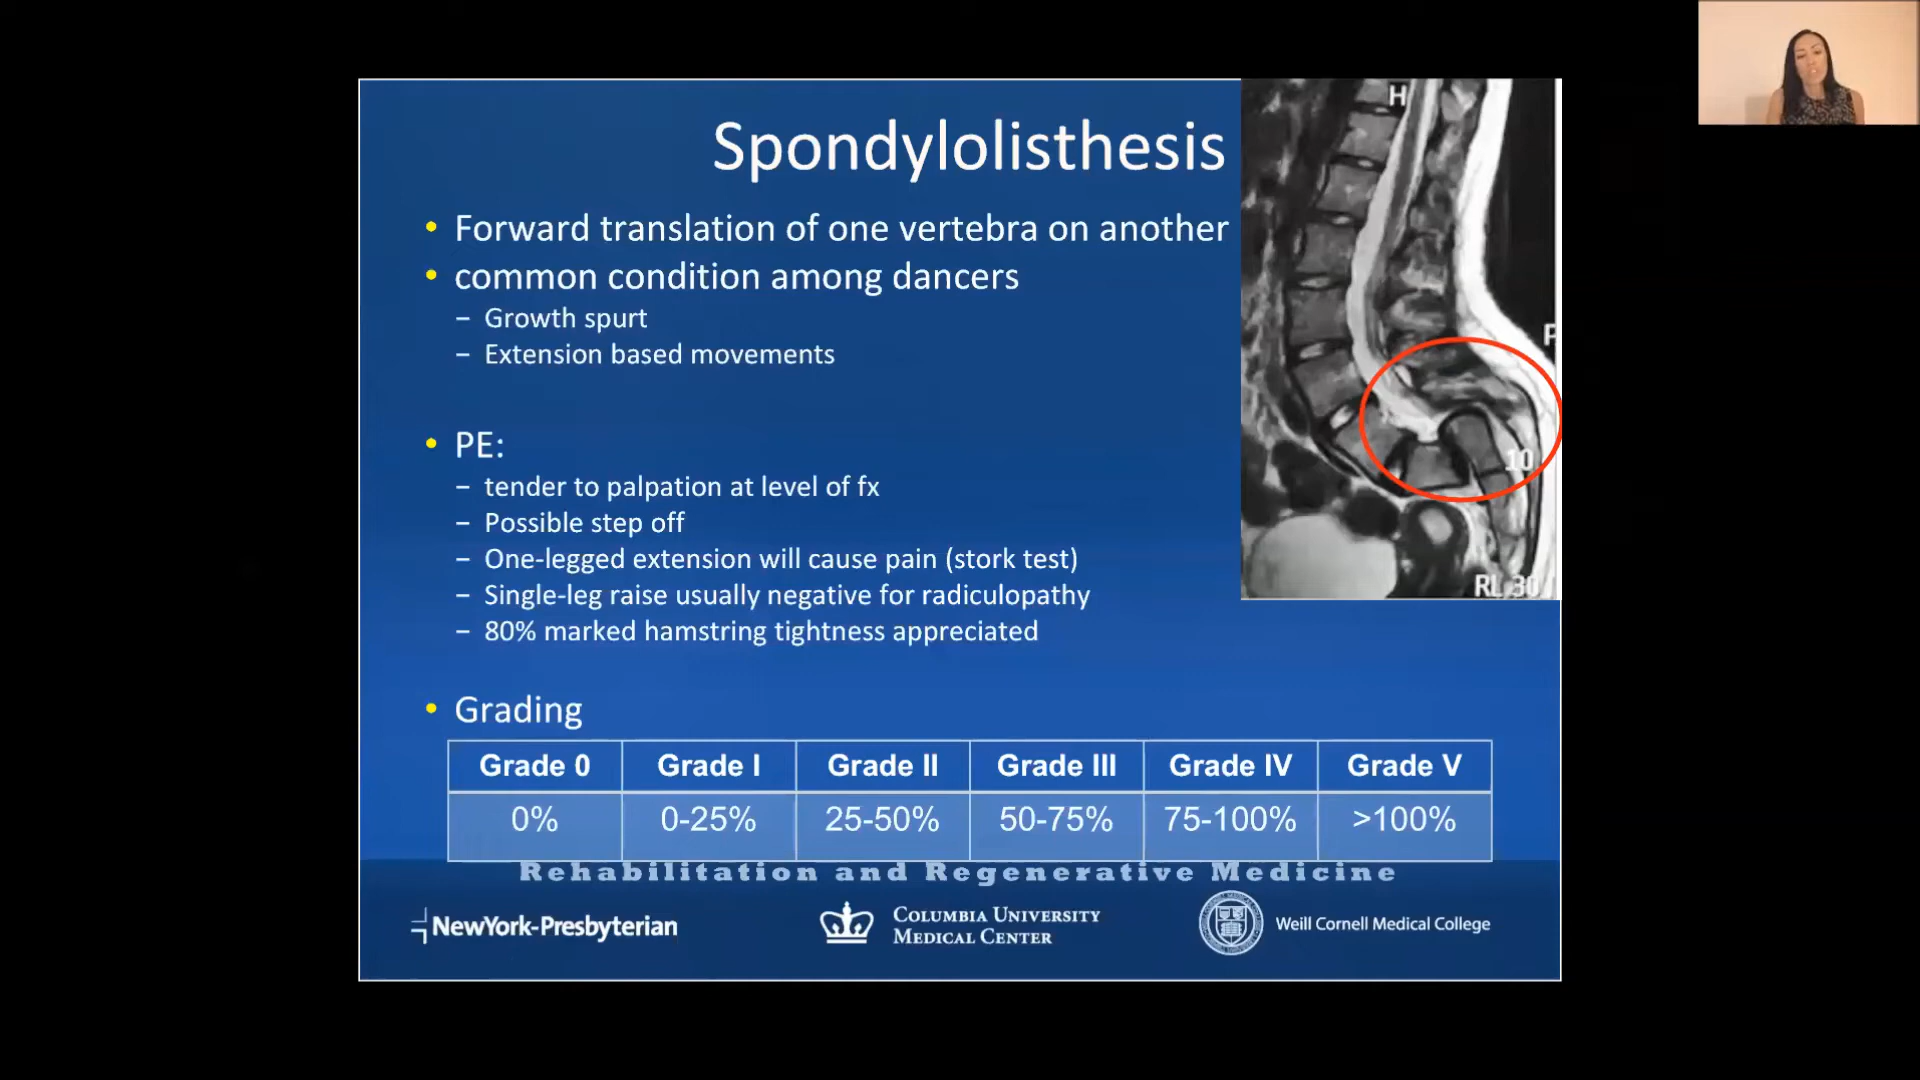 Spondylolisthesis
• Forward translation of one vertebra on another
• common condition among dancers
– Growth spurt
– Extension based movements
• PE:
– tender to palpation at level of fx
– Possible step off
– One-legged extension will cause pain (stork test)
– Single-leg raise usually negative for radiculopathy
– 80% marked hamstring tightness appreciated
• Grading
Grade 0 Grade I Grade II Grade III Grade IV Grade V
0% 0-25% 25-50% 50-75% 75-100% >100%
Rehabilitation and Regenerative Medicine
NewYork-Presbyterian
COLUMBIA UNIVERSITY
MEDICAL CENTER
Weill Cornell Medical College
H
10
RL 30